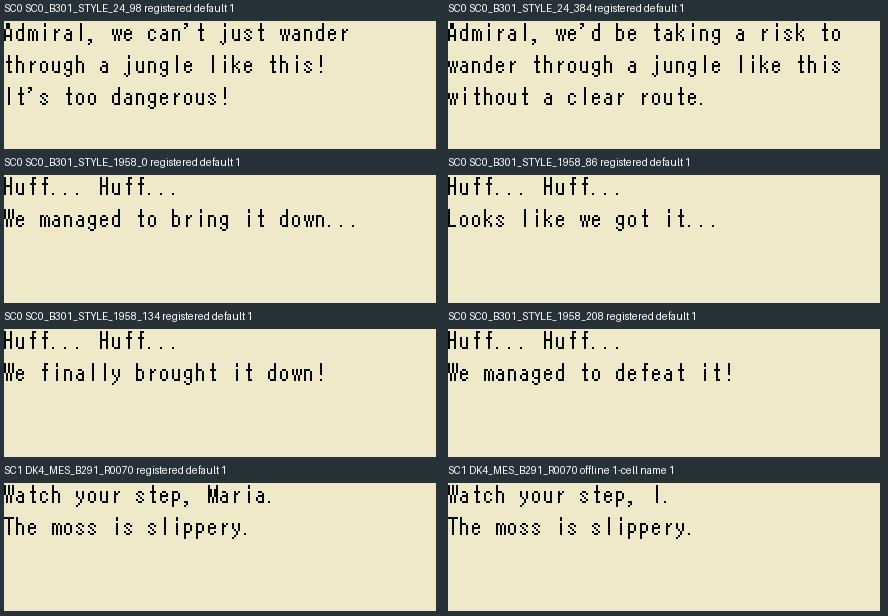 SC0 SC0_B301_STYLE_24_98 registered default 1
Admiral, we can't just wander
through a jungle like this!
It's too dangerous!
SC0 SC0_B301_STYLE_24_384 registered default 1
Admiral, we'd be taking a risk to
wander through a jungle like this
without a clear route.
SC0 SC0_B301_STYLE_1958_0 registered default 1
Huff... Huff...
We managed to bring it down...
SC0 SC0_B301_STYLE_1958_86 registered default 1
Huff... Huff...
Looks like we got it...
SC0 SC0_B301_STYLE_1958_134 registered default 1
Huff... Huff...
We finally brought it down!
SC0 SC0_B301_STYLE_1958_208 registered default 1
Huff... Huff...
We managed to defeat it!
SC1 DK4_MES_B291_R0070 registered default 1
Watch your step, Maria.
The moss is slippery.
SC1 DK4_MES_B291_R0070 offline 1-cell name 1
Watch your step, I.
The moss is slippery.